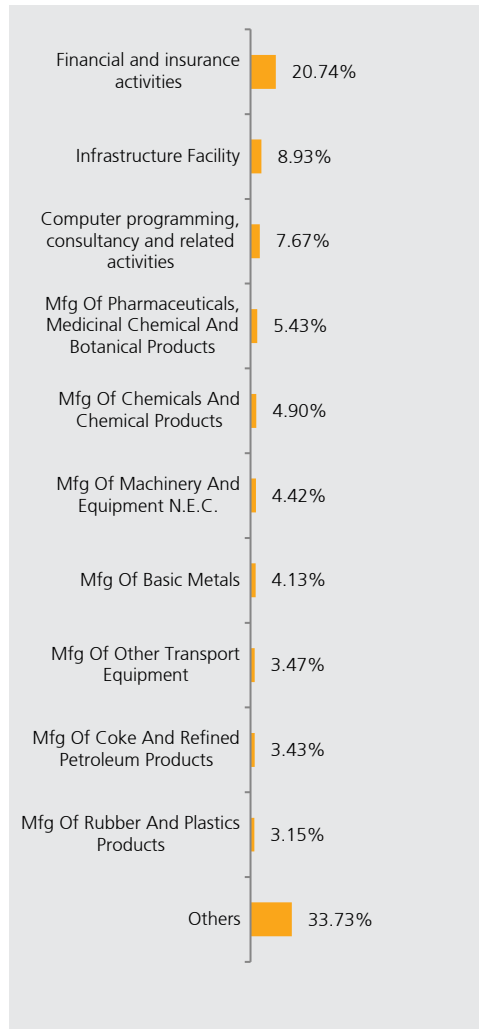 Financial and insurance
activities
20.74%
Infrastructure Facility
8.93%
Computer programming,
consultancy and related
activities
7.67%
Mfg Of Pharmaceuticals,
Medicinal Chemical And
Botanical Products
5.43%
Mfg Of Chemicals And
Chemical Products
4.90%
Mfg Of Machinery And
Equipment N.E.C.
4.42%
Mfg Of Basic Metals
4.13%
Mfg Of Other Transport
Equipment
3.47%
Mfg Of Coke And Refined
Petroleum Products
3.43%
Mfg Of Rubber And Plastics
Products
3.15%
Others
33.73%